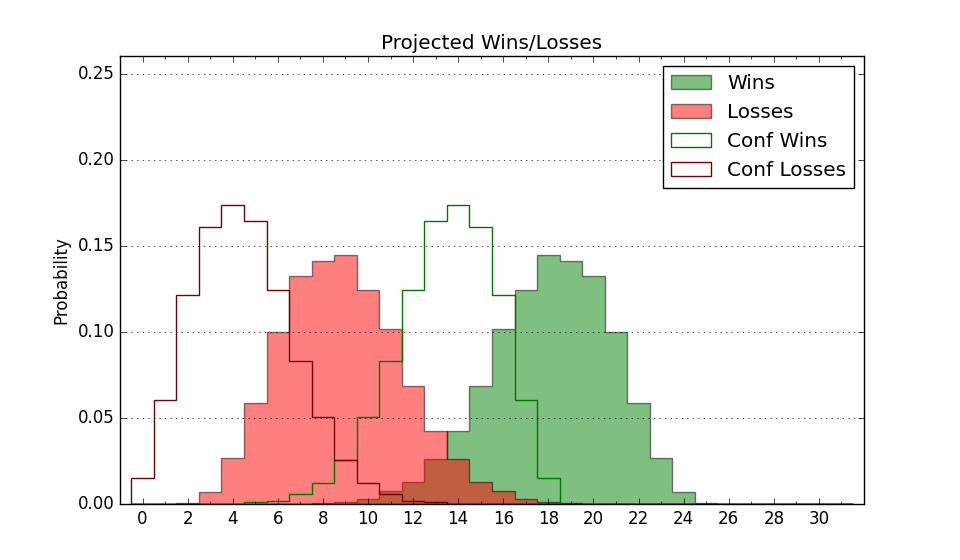 Projected Wins/Losses
0.25
0.20
0.15
0.10
0.05
0.00
Probability
Wins
Losses
Conf Wins
Conf Losses
0 2 4 6 8 10 12 14 16 18 20 22 24 26 28 30